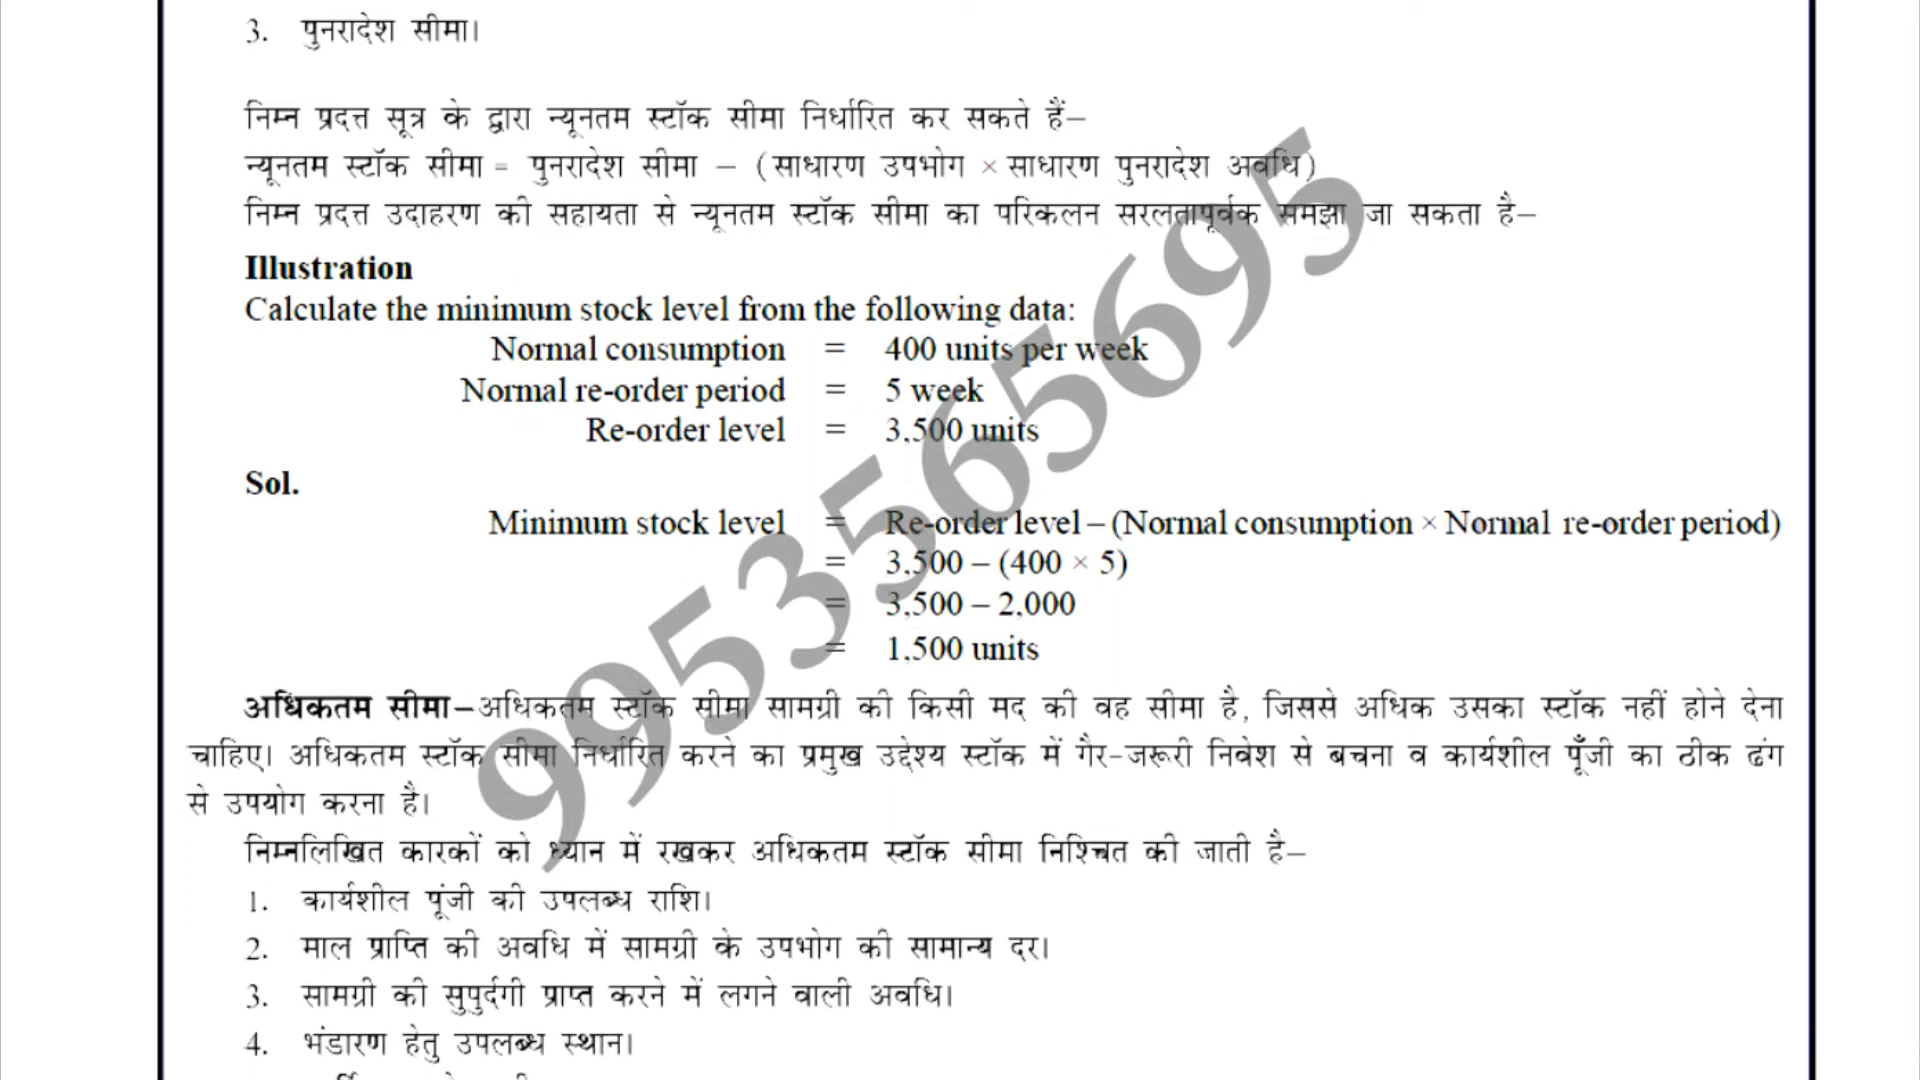 3. पुनरादेश सीमा।
निम्न प्रदत्त सूत्र के द्वारा न्यूनतम स्टॉक सीमा निर्धारित कर सकते हैं–
न्यूनतम स्टॉक सीमा = पुनरादेश सीमा – (साधारण उपभोग × साधारण पुनरादेश अवधि)
निम्न प्रदत्त उदाहरण की सहायता से न्यूनतम स्टॉक सीमा का परिकलन सरलतापूर्वक समझा जा सकता है–
Illustration
Calculate the minimum stock level from the following data:
Normal consumption = 400 units per week
Normal re-order period = 5 week
Re-order level = 3,500 units
Sol.
Minimum stock level = Re-order level – (Normal consumption × Normal re-order period)
= 3,500 – (400 × 5)
= 3,500 – 2,000
= 1,500 units
अधिकतम सीमा–अधिकतम स्टॉक सीमा सामग्री की किसी मद की वह सीमा है, जिससे अधिक उसका स्टॉक नहीं होने देना
चाहिए। अधिकतम स्टॉक सीमा निर्धारित करने का प्रमुख उद्देश्य स्टॉक में गैर-जरूरी निवेश से बचना व कार्यशील पूँजी का ठीक ढंग
से उपयोग करना है।
निम्नलिखित कारकों को ध्यान में रखकर अधिकतम स्टॉक सीमा निश्चित की जाती है–
1. कार्यशील पूंजी की उपलब्ध राशि।
2. माल प्राप्ति की अवधि में सामग्री के उपभोग की सामान्य दर।
3. सामग्री की सुपुर्दगी प्राप्त करने में लगने वाली अवधि।
4. भंडारण हेतु उपलब्ध स्थान।
9953565695